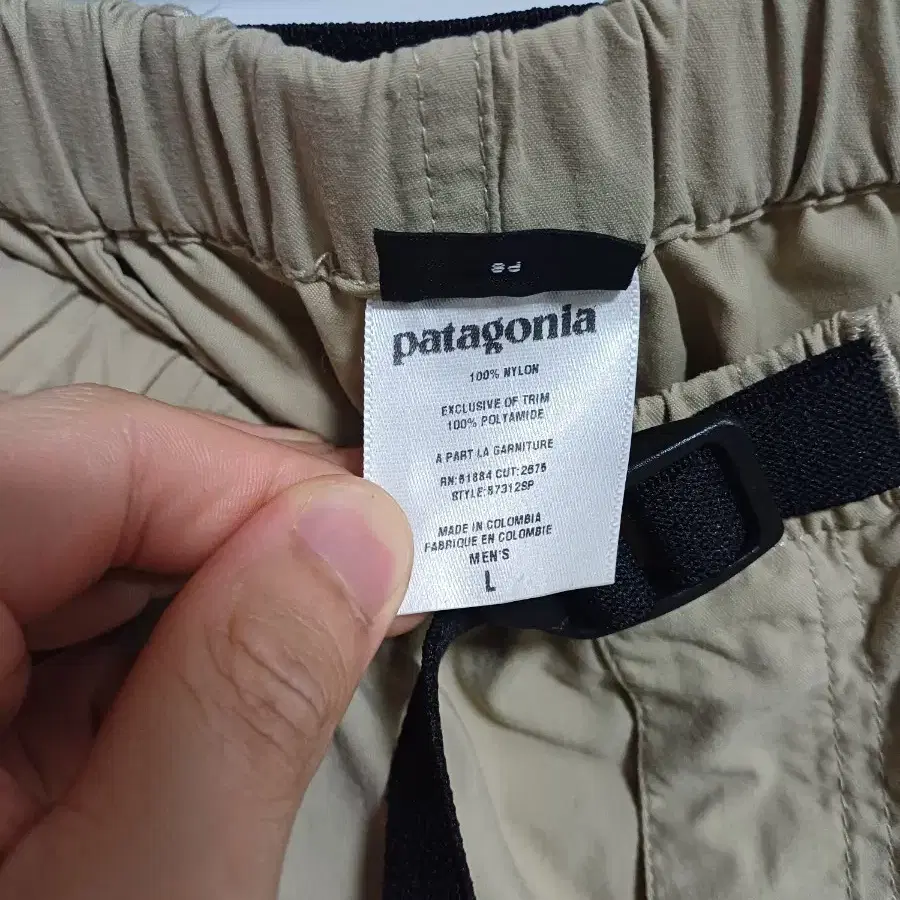 patagonia
100% NYLON
EXCLUSIVE OF TRIM
100% POLYAMIDE
A PART LA GARNITURE
RN:51884 CUT:2675
STYLE:57312SP
MADE IN COLOMBIA
FABRIQUE EN COLOMBIE
MEN'S
L